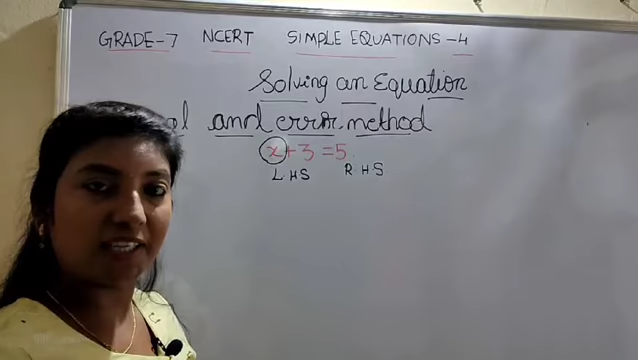 GRADE-7 NCERT SIMPLE EQUATIONS-4
Solving an Equation
and error method
x+3=5
LHS RHS